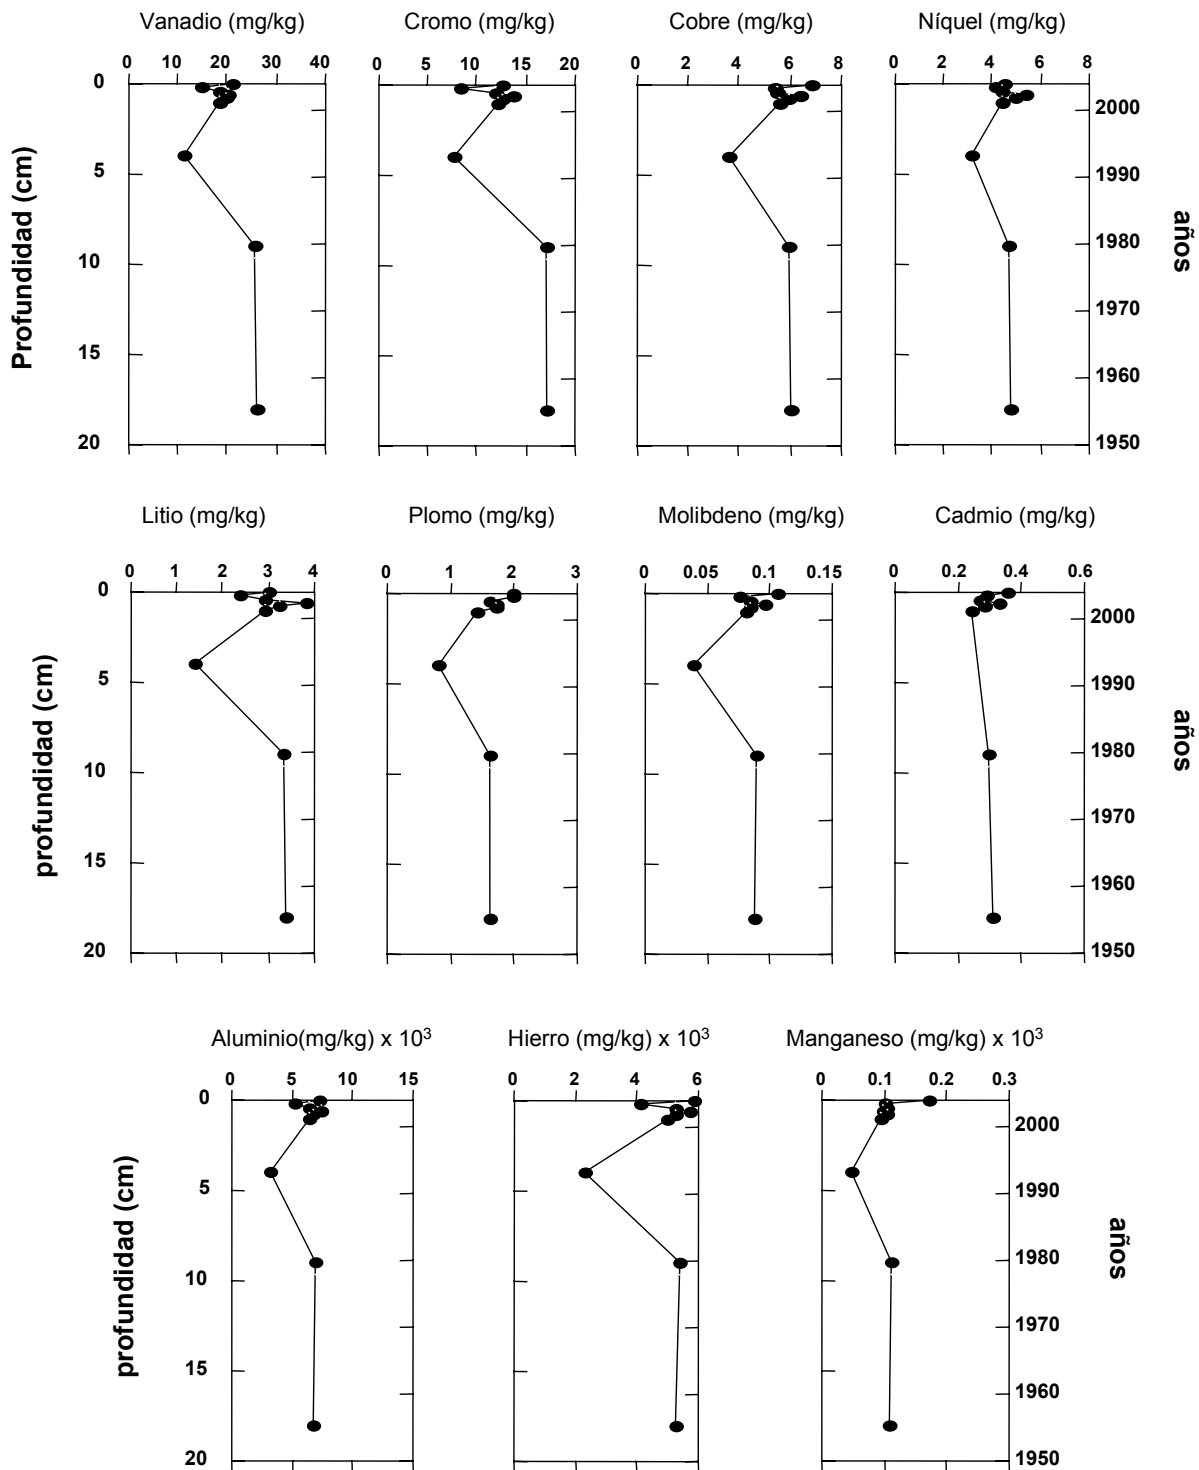 Vanadio (mg/kg) Cromo (mg/kg) Cobre (mg/kg) Níquel (mg/kg)
0 10 20 30 40 0 5 10 15 20 0 2 4 6 8 0 2 4 6 8
0
5
10
15
20
Profundidad (cm)
2000
1990
1980
1970
1960
1950
años
Litio (mg/kg) Plomo (mg/kg) Molibdeno (mg/kg) Cadmio (mg/kg)
0 1 2 3 4 0 1 2 3 0 0.05 0.1 0.15 0 0.2 0.4 0.6
0
5
10
15
20
profundidad (cm)
2000
1990
1980
1970
1960
1950
años
Aluminio(mg/kg) x 10³ Hierro (mg/kg) x 10³ Manganeso (mg/kg) x 10³
0 5 10 15 0 2 4 6 0 0.1 0.2 0.3
0
5
10
15
20
profundidad (cm)
2000
1990
1980
1970
1960
1950
años